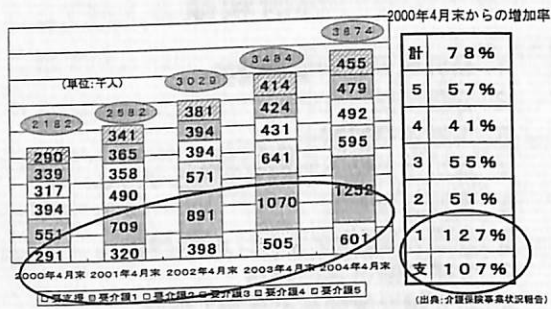 2000年4月末からの増加率
(単位:千人)
2182 2582 3029 3484 3874
290 341 381 414 455
339 365 394 424 479
317 358 394 431 492
394 490 571 641 595
551 709 891 1070 1252
291 320 398 505 601
2000年4月末 2001年4月末 2002年4月末 2003年4月末 2004年4月末
要支援 要介護1 要介護2 要介護3 要介護4 要介護5
計 78%
5 57%
4 41%
3 55%
2 51%
1 127%
支 107%
(出典:介護保険事業状況報告)